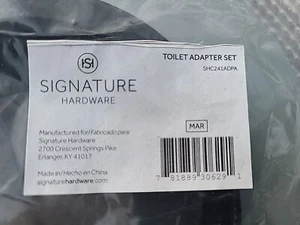 ISI
TOILET ADAPTER SET
SHC241ADPA
SIGNATURE
HARDWARE
MAR
Manufactured for/Fabricado para
Signature Hardware
2700 Crescent Springs Pike
Erlanger, KY 41017
Made in/Hecho en China
signaturehardware.com
7 81889 30629 1